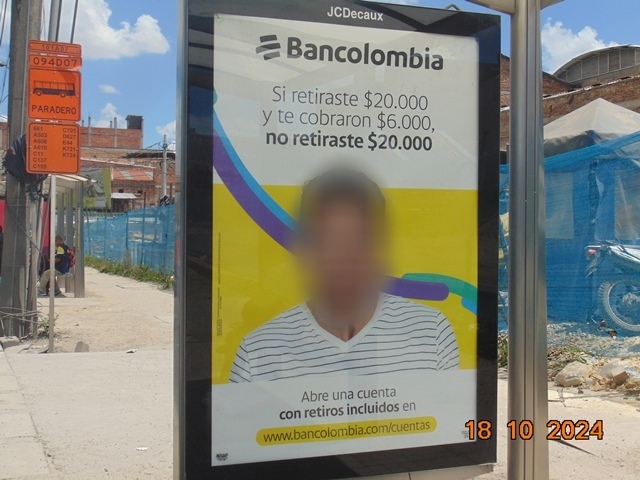 JCDecaux
Bancolombia
Si retiraste $20.000
y te cobraron $6.000,
no retiraste $20.000
Abre una cuenta
con retiros incluidos en
www.bancolombia.com/cuentas
094D07
PARADERO
18 10 2024